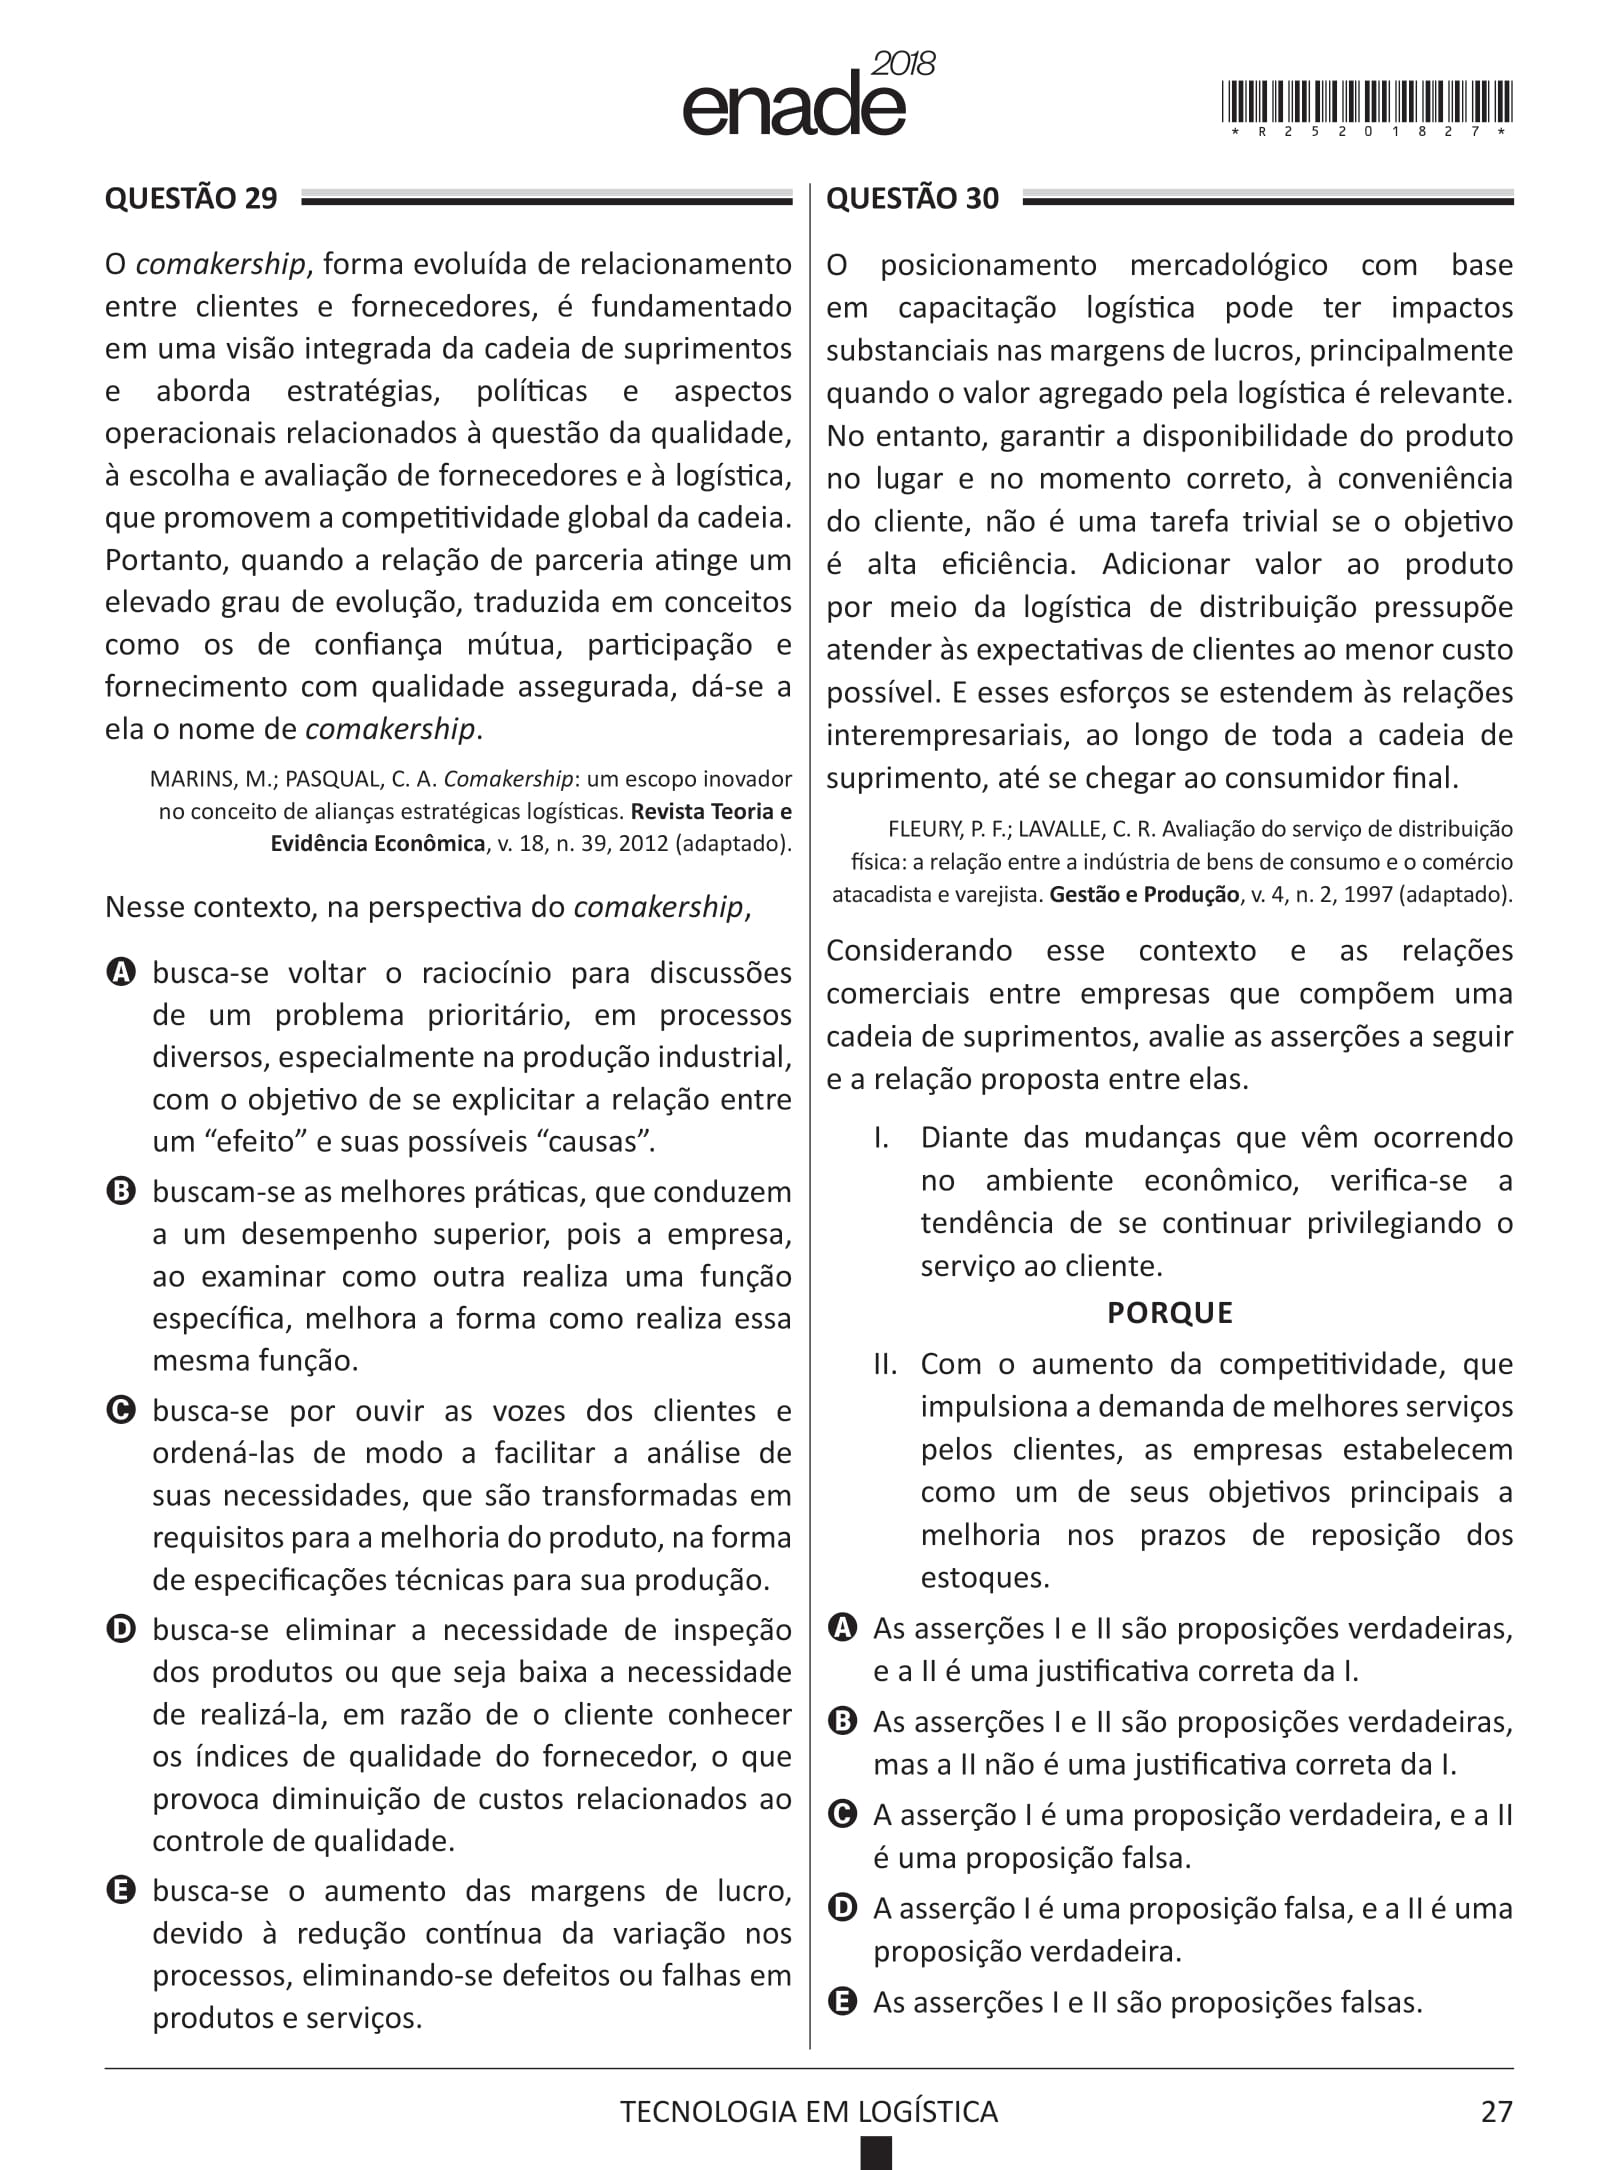 enade 2018
* R 2 5 2 0 1 8 2 7 *
QUESTÃO 29
O comakership, forma evoluída de relacionamento
entre clientes e fornecedores, é fundamentado
em uma visão integrada da cadeia de suprimentos
e aborda estratégias, políticas e aspectos
operacionais relacionados à questão da qualidade,
à escolha e avaliação de fornecedores e à logística,
que promovem a competitividade global da cadeia.
Portanto, quando a relação de parceria atinge um
elevado grau de evolução, traduzida em conceitos
como os de confiança mútua, participação e
fornecimento com qualidade assegurada, dá-se a
ela o nome de comakership.
MARINS, M.; PASQUAL, C. A. Comakership: um escopo inovador
no conceito de alianças estratégicas logísticas. Revista Teoria e
Evidência Econômica, v. 18, n. 39, 2012 (adaptado).
Nesse contexto, na perspectiva do comakership,
A busca-se voltar o raciocínio para discussões
de um problema prioritário, em processos
diversos, especialmente na produção industrial,
com o objetivo de se explicitar a relação entre
um “efeito” e suas possíveis “causas”.
B buscam-se as melhores práticas, que conduzem
a um desempenho superior, pois a empresa,
ao examinar como outra realiza uma função
específica, melhora a forma como realiza essa
mesma função.
C busca-se por ouvir as vozes dos clientes e
ordená-las de modo a facilitar a análise de
suas necessidades, que são transformadas em
requisitos para a melhoria do produto, na forma
de especificações técnicas para sua produção.
D busca-se eliminar a necessidade de inspeção
dos produtos ou que seja baixa a necessidade
de realizá-la, em razão de o cliente conhecer
os índices de qualidade do fornecedor, o que
provoca diminuição de custos relacionados ao
controle de qualidade.
E busca-se o aumento das margens de lucro,
devido à redução contínua da variação nos
processos, eliminando-se defeitos ou falhas em
produtos e serviços.
QUESTÃO 30
O posicionamento mercadológico com base
em capacitação logística pode ter impactos
substanciais nas margens de lucros, principalmente
quando o valor agregado pela logística é relevante.
No entanto, garantir a disponibilidade do produto
no lugar e no momento correto, à conveniência
do cliente, não é uma tarefa trivial se o objetivo
é alta eficiência. Adicionar valor ao produto
por meio da logística de distribuição pressupõe
atender às expectativas de clientes ao menor custo
possível. E esses esforços se estendem às relações
interempresariais, ao longo de toda a cadeia de
suprimento, até se chegar ao consumidor final.
FLEURY, P. F.; LAVALLE, C. R. Avaliação do serviço de distribuição
física: a relação entre a indústria de bens de consumo e o comércio
atacadista e varejista. Gestão e Produção, v. 4, n. 2, 1997 (adaptado).
Considerando esse contexto e as relações
comerciais entre empresas que compõem uma
cadeia de suprimentos, avalie as asserções a seguir
e a relação proposta entre elas.
I. Diante das mudanças que vêm ocorrendo
no ambiente econômico, verifica-se a
tendência de se continuar privilegiando o
serviço ao cliente.
PORQUE
II. Com o aumento da competitividade, que
impulsiona a demanda de melhores serviços
pelos clientes, as empresas estabelecem
como um de seus objetivos principais a
melhoria nos prazos de reposição dos
estoques.
A As asserções I e II são proposições verdadeiras,
e a II é uma justificativa correta da I.
B As asserções I e II são proposições verdadeiras,
mas a II não é uma justificativa correta da I.
C A asserção I é uma proposição verdadeira, e a II
é uma proposição falsa.
D A asserção I é uma proposição falsa, e a II é uma
proposição verdadeira.
E As asserções I e II são proposições falsas.
TECNOLOGIA EM LOGÍSTICA
27